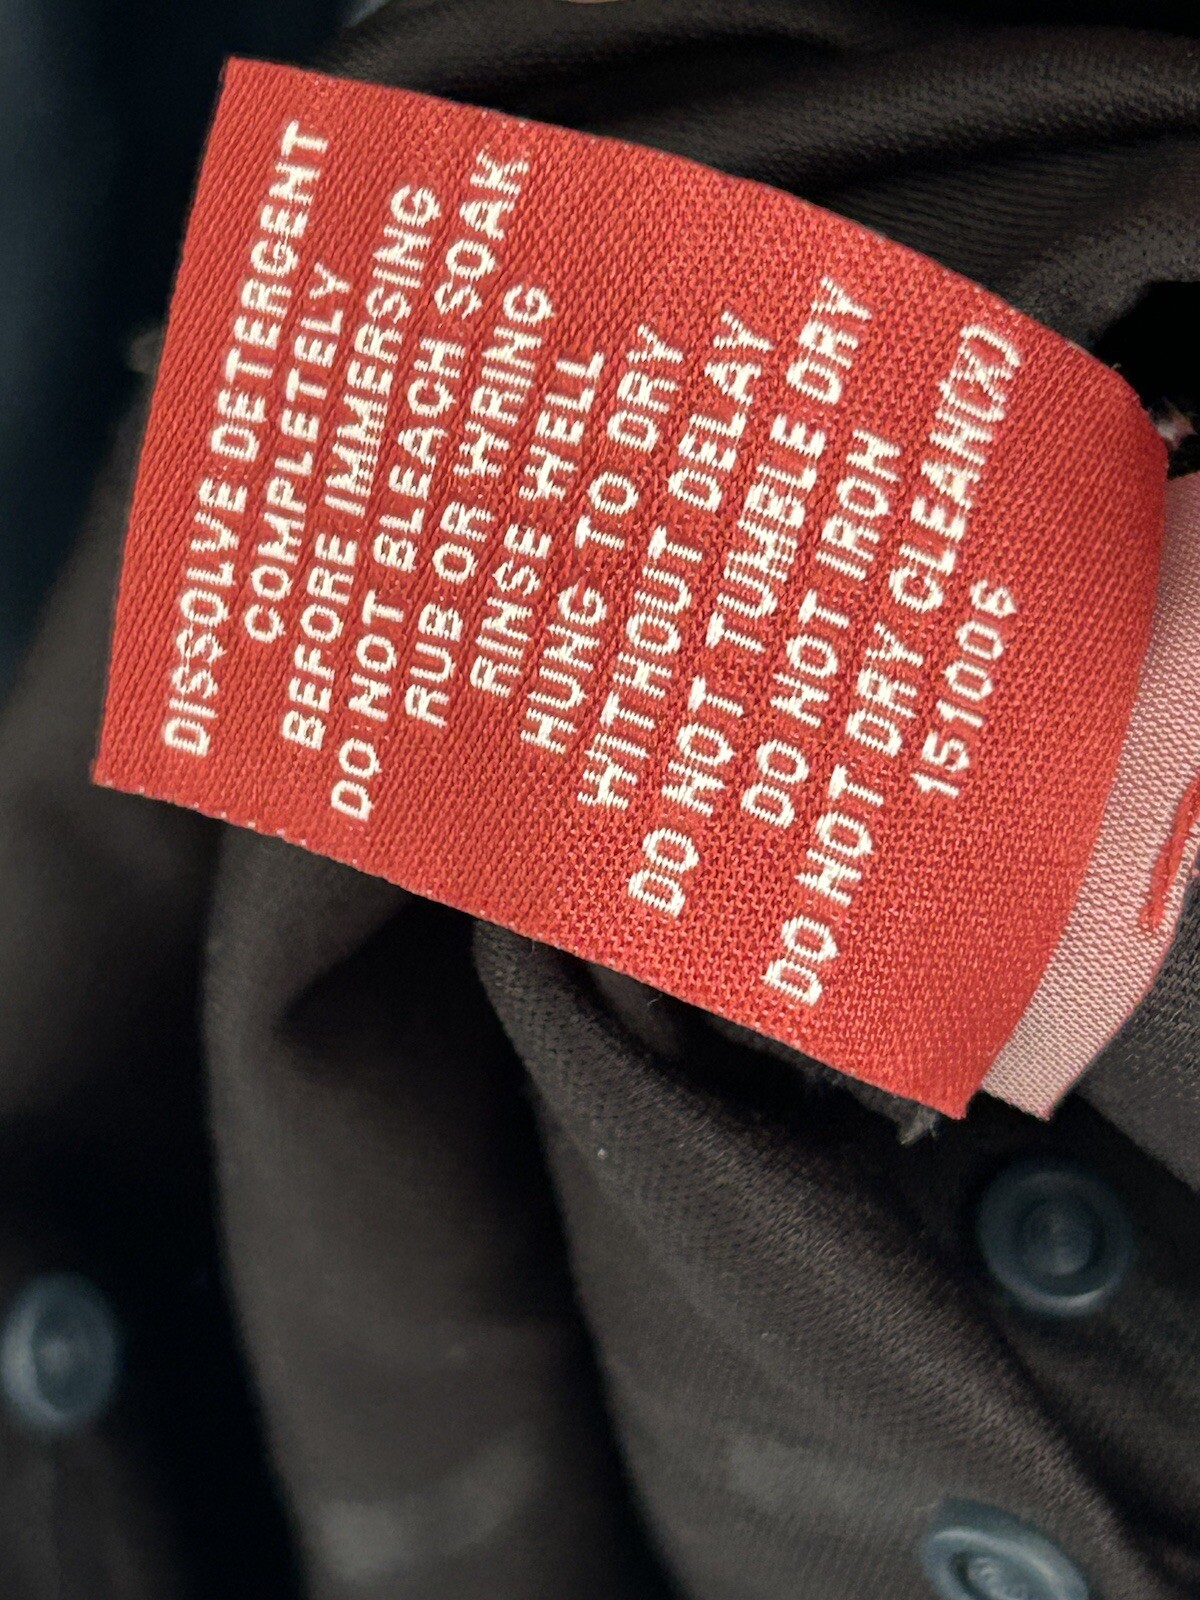 DISSOLVE DETERGENT
COMPLETELY
BEFORE IMMERSING
DO NOT BLEACH SOAK
RUB OR WRING
RINSE WELL
HUNG TO DRY
WITHOUT DELAY
DO NOT TUMBLE DRY
DO NOT IRON
DO NOT DRY CLEAN(X)
151006